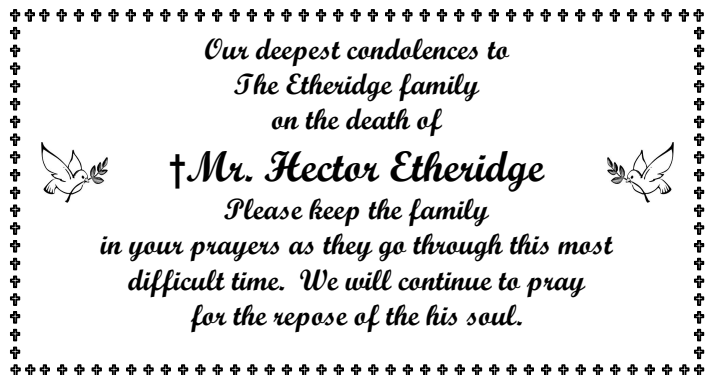 Our deepest condolences to
The Etheridge family
on the death of
†Mr. Hector Etheridge
Please keep the family
in your prayers as they go through this most
difficult time.  We will continue to pray
for the repose of the his soul.